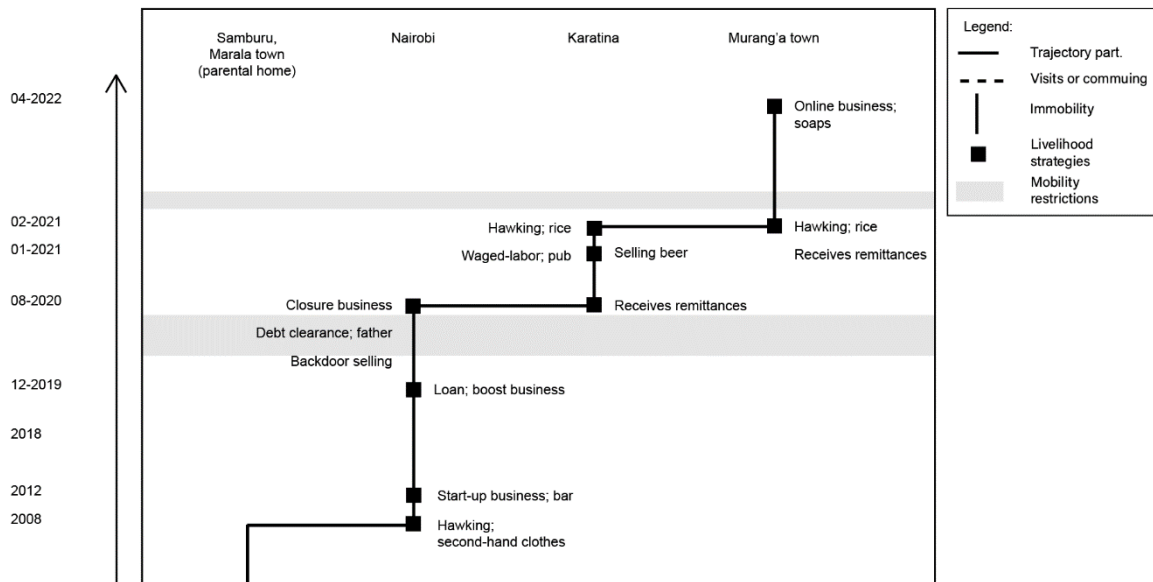 Samburu,
Marala town
(parental home)
Nairobi
Karatina
Murang'a town
Legend:
Trajectory part.
Visits or commuing
Immobility
Livelihood
strategies
Mobility
restrictions
04-2022
Online business;
soaps
02-2021
Hawking; rice
Hawking; rice
01-2021
Waged-labor; pub
Selling beer
Receives remittances
08-2020
Closure business
Receives remittances
Debt clearance; father
Backdoor selling
12-2019
Loan; boost business
2018
2012
Start-up business; bar
2008
Hawking;
second-hand clothes